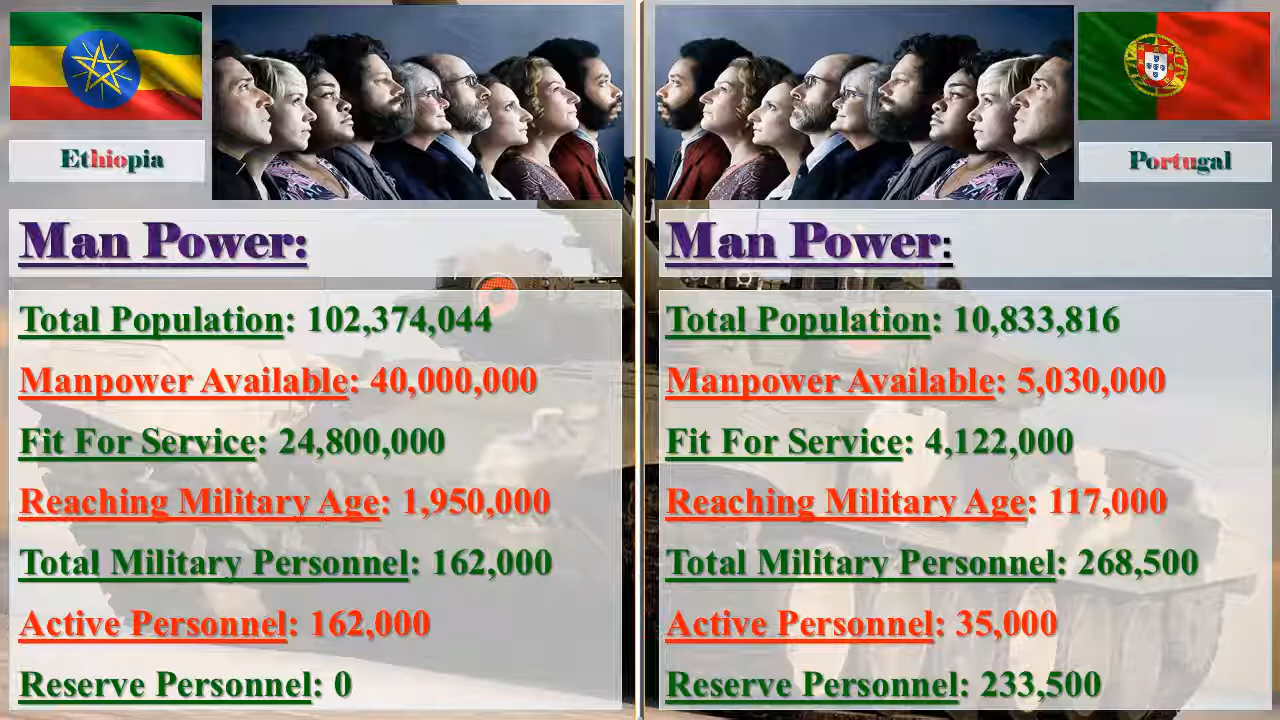 Ethiopia
Man Power:
Total Population: 102,374,044
Manpower Available: 40,000,000
Fit For Service: 24,800,000
Reaching Military Age: 1,950,000
Total Military Personnel: 162,000
Active Personnel: 162,000
Reserve Personnel: 0
Portugal
Man Power:
Total Population: 10,833,816
Manpower Available: 5,030,000
Fit For Service: 4,122,000
Reaching Military Age: 117,000
Total Military Personnel: 268,500
Active Personnel: 35,000
Reserve Personnel: 233,500